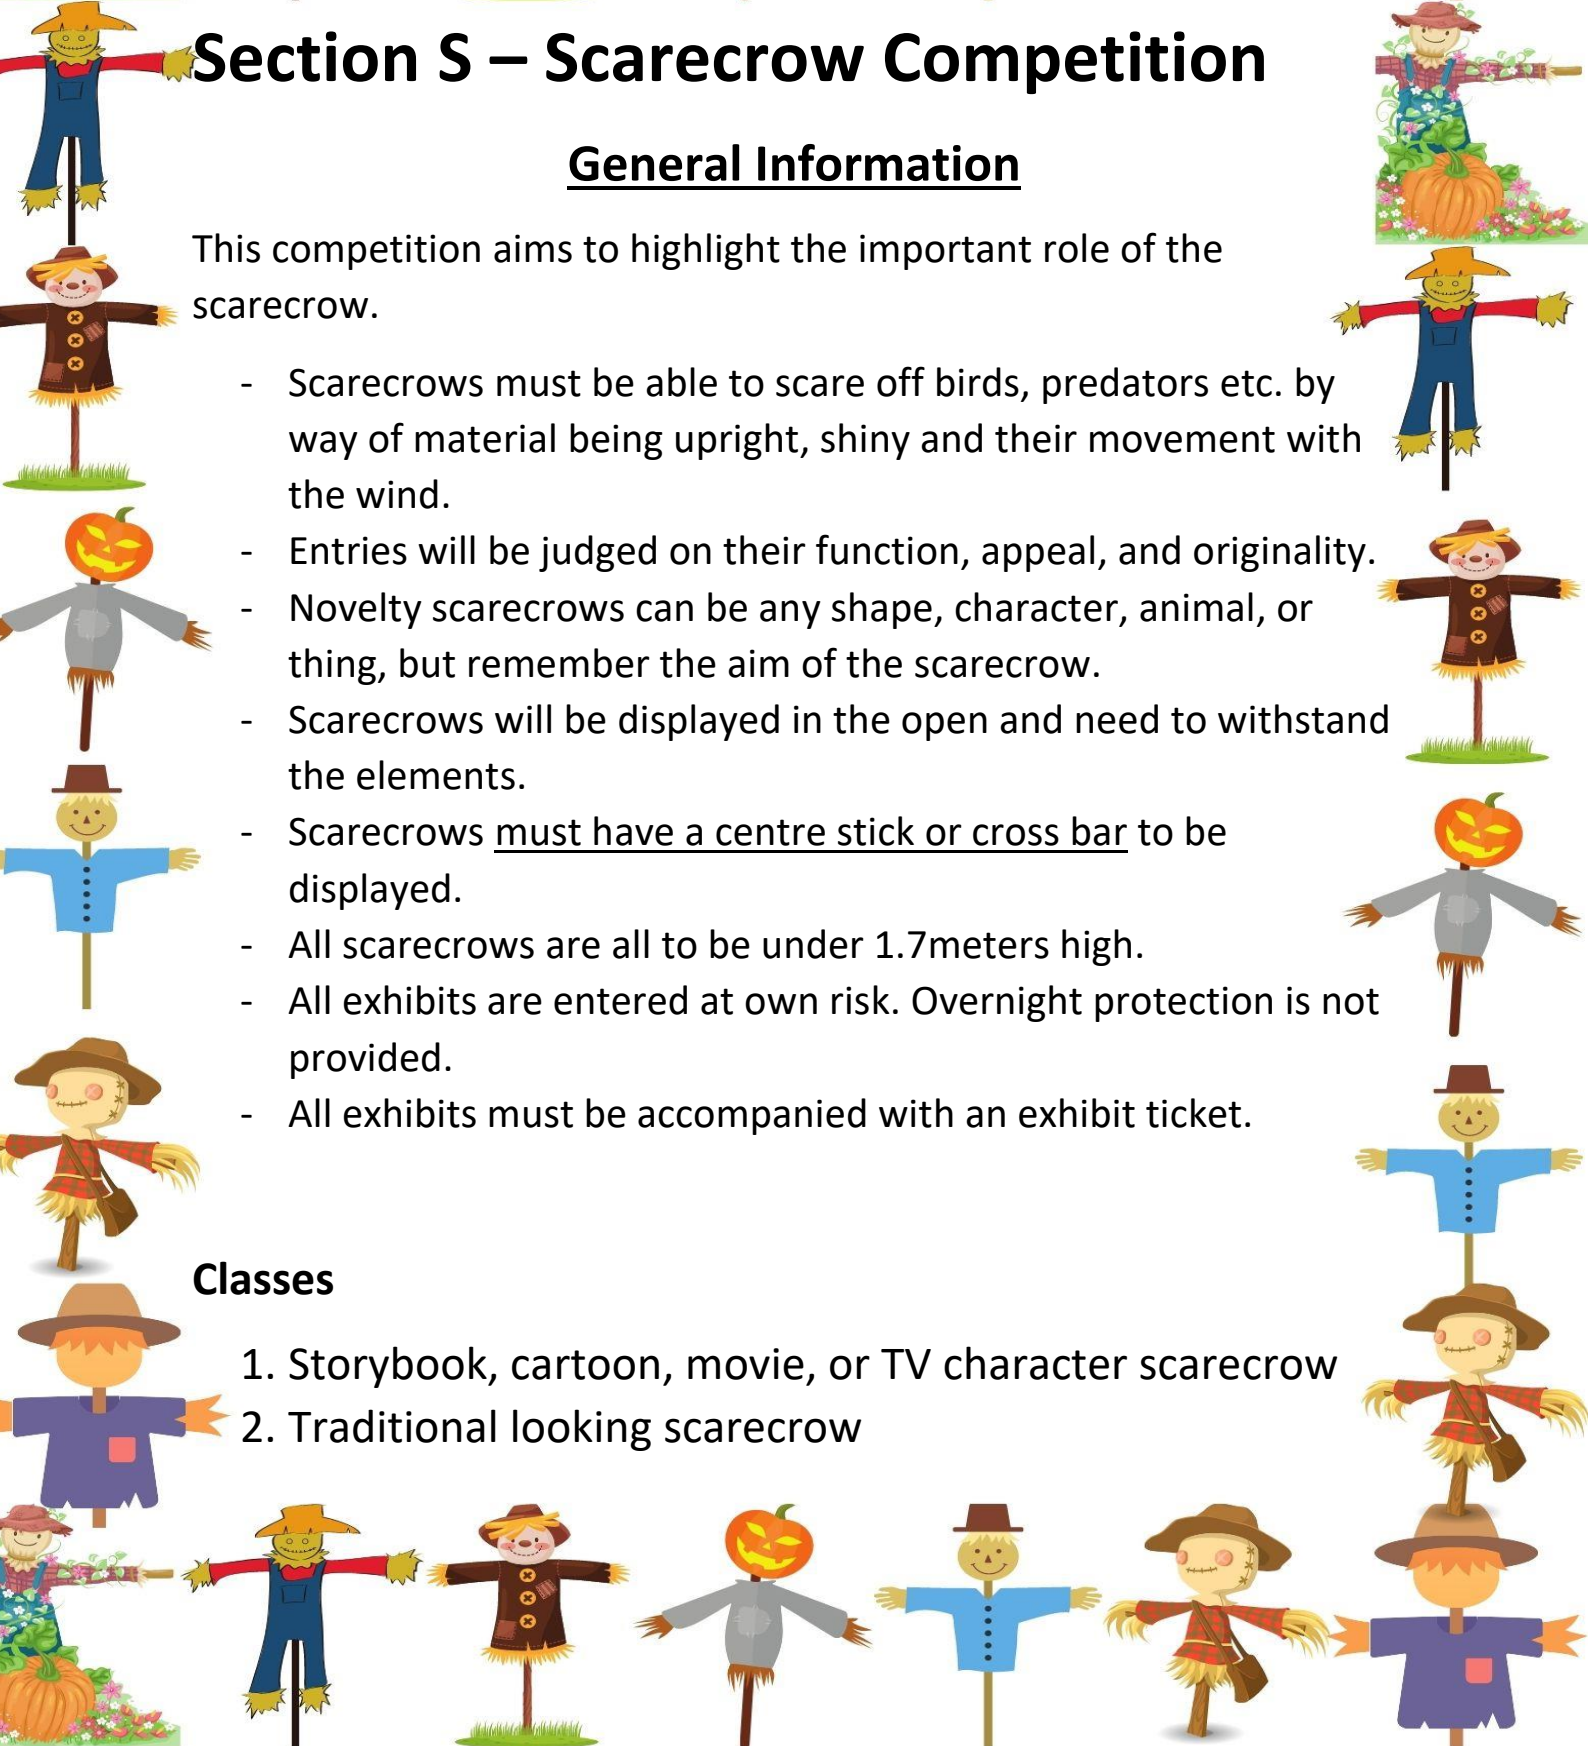 Section S – Scarecrow Competition
General Information
This competition aims to highlight the important role of the
scarecrow.
- Scarecrows must be able to scare off birds, predators etc. by
way of material being upright, shiny and their movement with
the wind.
- Entries will be judged on their function, appeal, and originality.
- Novelty scarecrows can be any shape, character, animal, or
thing, but remember the aim of the scarecrow.
- Scarecrows will be displayed in the open and need to withstand
the elements.
- Scarecrows must have a centre stick or cross bar to be
displayed.
- All scarecrows are all to be under 1.7meters high.
- All exhibits are entered at own risk. Overnight protection is not
provided.
- All exhibits must be accompanied with an exhibit ticket.
Classes
1. Storybook, cartoon, movie, or TV character scarecrow
2. Traditional looking scarecrow